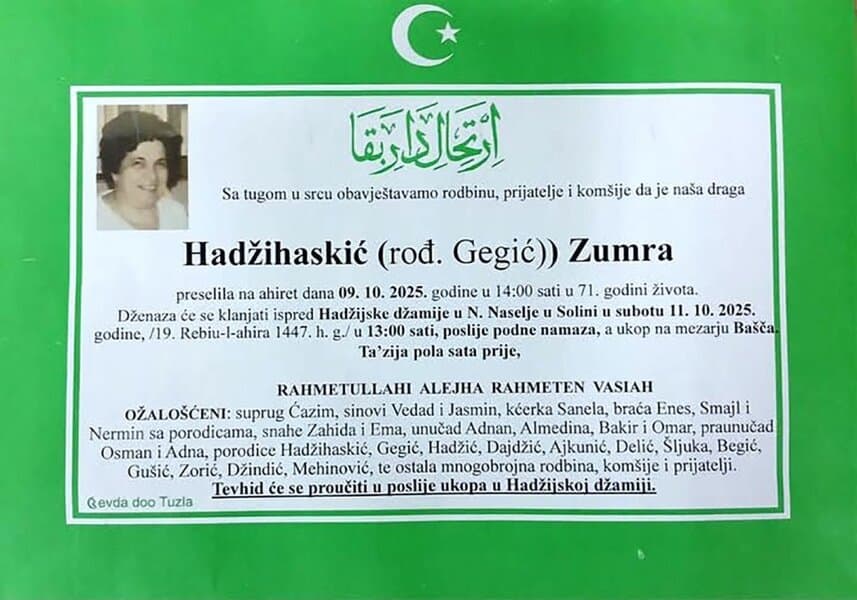 اِرْتِحَالِ دَارِ بَقَا
Sa tugom u srcu obavještavamo rodbinu, prijatelje i komšije da je naša draga
Hadžihaskić (rođ. Gegić)) Zumra
preselila na ahiret dana 09. 10. 2025. godine u 14:00 sati u 71. godini života.
Dženaza će se klanjati ispred Hadžijske džamije u N. Naselje u Solini u subotu 11. 10. 2025.
godine, /19. Rebiu-l-ahira 1447. h. g./ u 13:00 sati, poslije podne namaza, a ukop na mezarju Bašča.
Ta’zija pola sata prije,
RAHMETULLAHI ALEJHA RAHMETEN VASIAH
OŽALOŠĆENI: suprug Ćazim, sinovi Vedad i Jasmin, kćerka Sanela, braća Enes, Smajl i
Nermin sa porodicama, snahe Zahida i Ema, unučad Adnan, Almedina, Bakir i Omar, praunučad
Osman i Adna, porodice Hadžihaskić, Gegić, Hadžić, Dajdžić, Ajkunić, Delić, Šljuka, Begić,
Gušić, Zorić, Džindić, Mehinović, te ostala mnogobrojna rodbina, komšije i prijatelji.
Tevhid će se proučiti u poslije ukopa u Hadžijskoj džamiji.
doo Tuzla